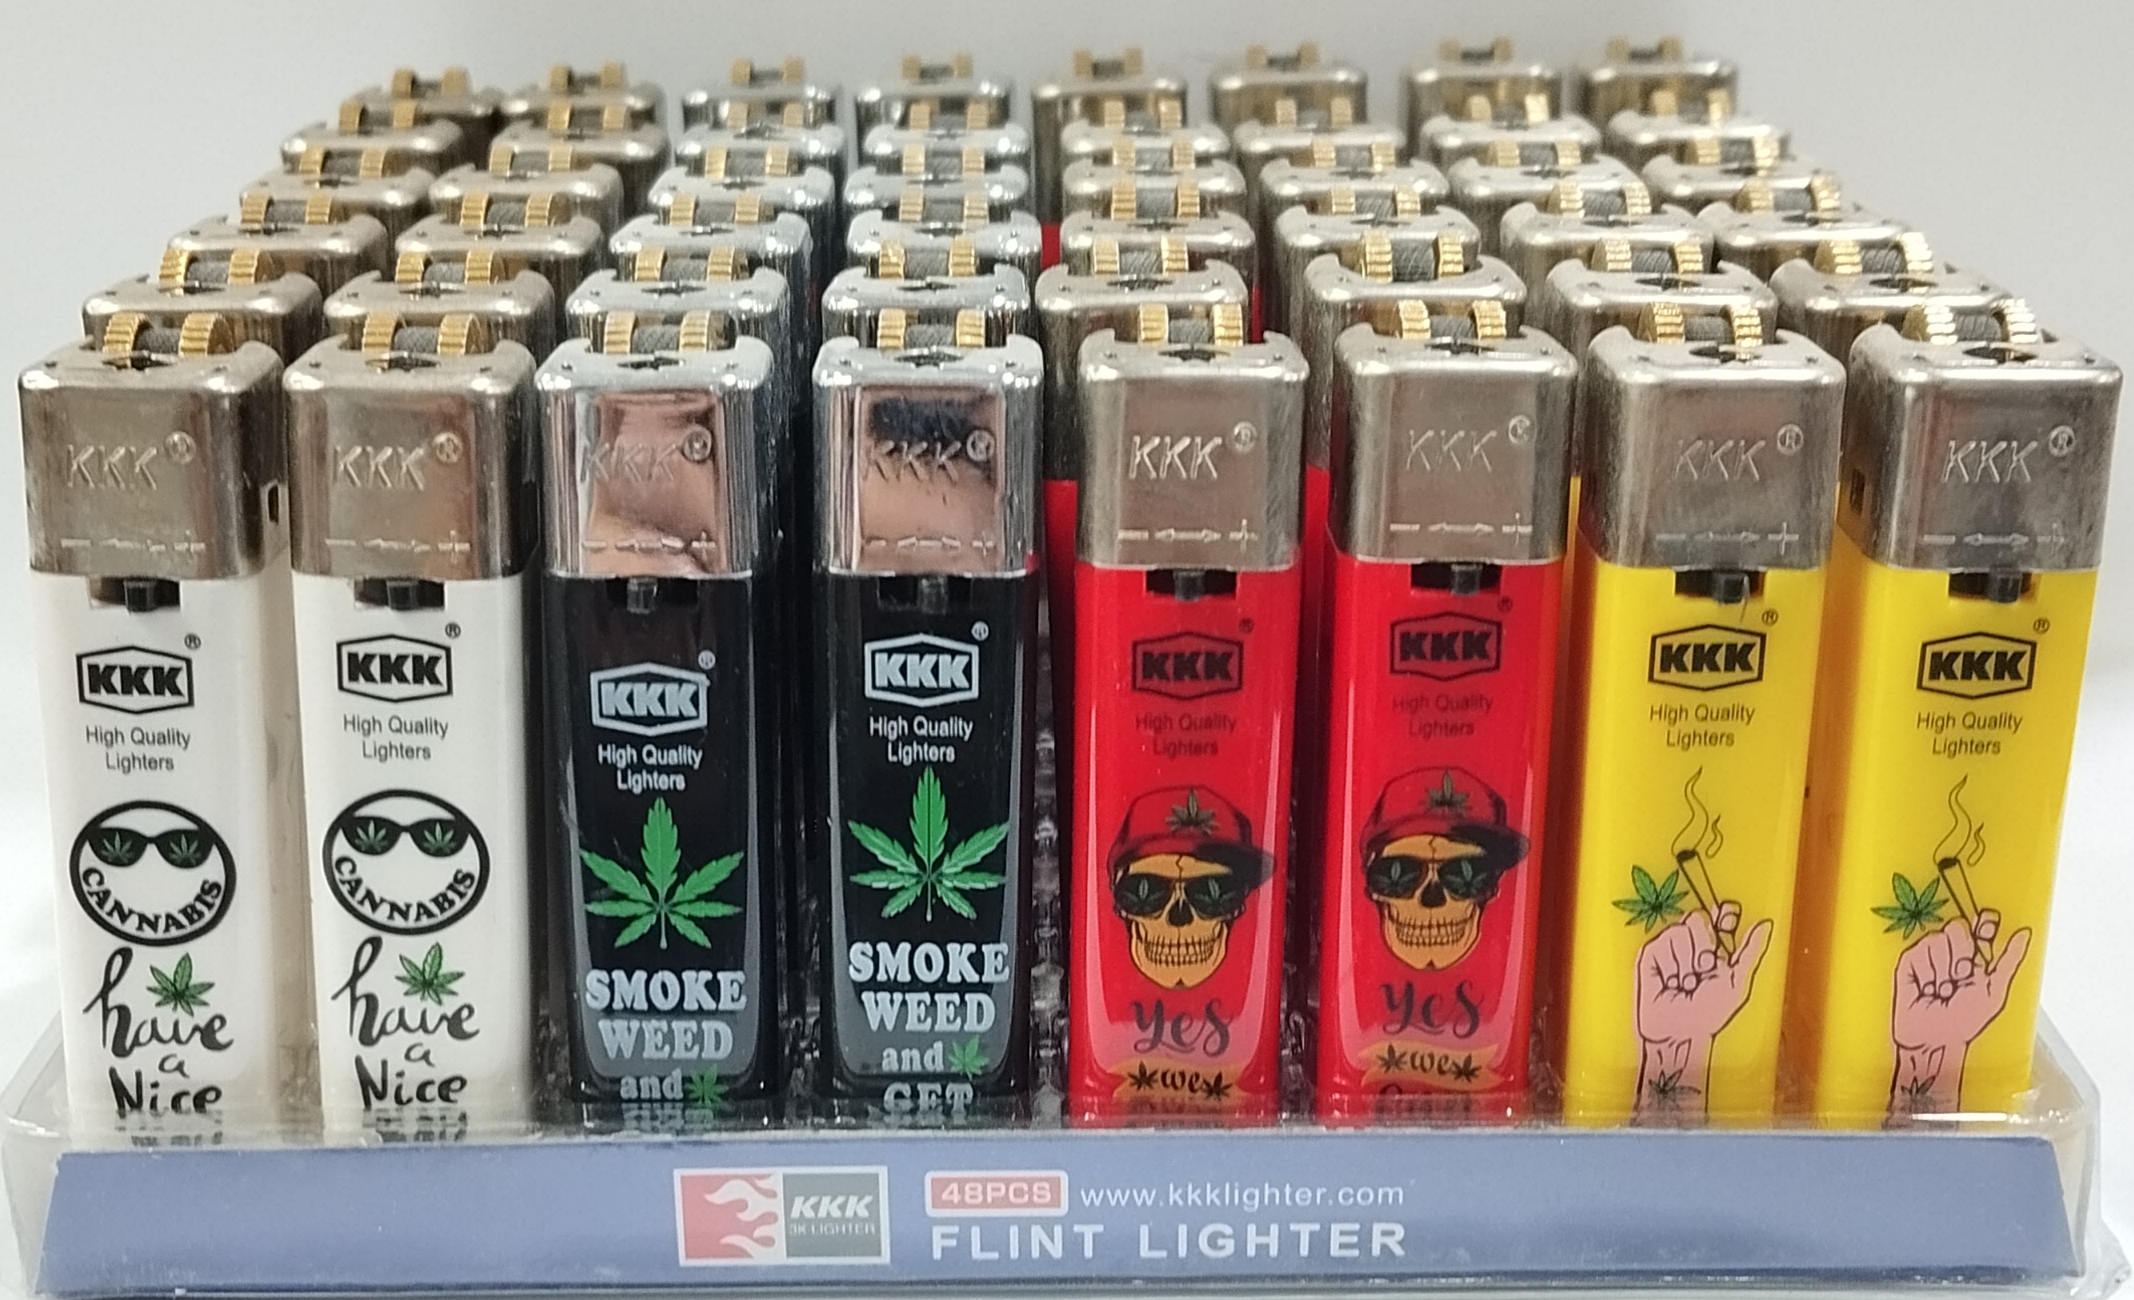 KKK ®
KKK ®
KKK ®
KKK ®
KKK ®
KKK ®
KKK ®
KKK ®
KKK ®
High Quality
Lighters
CANNABIS
have
a
Nice
KKK ®
High Quality
Lighters
CANNABIS
have
a
Nice
KKK ®
High Quality
Lighters
SMOKE
WEED
and
KKK ®
High Quality
Lighters
SMOKE
WEED
and
GET
KKK ®
High Quality
Lighters
yes
we
KKK ®
High Quality
Lighters
yes
we
KKK ®
High Quality
Lighters
KKK ®
High Quality
Lighters
KKK
3K LIGHTER
48PCS www.kkklighter.com
FLINT LIGHTER